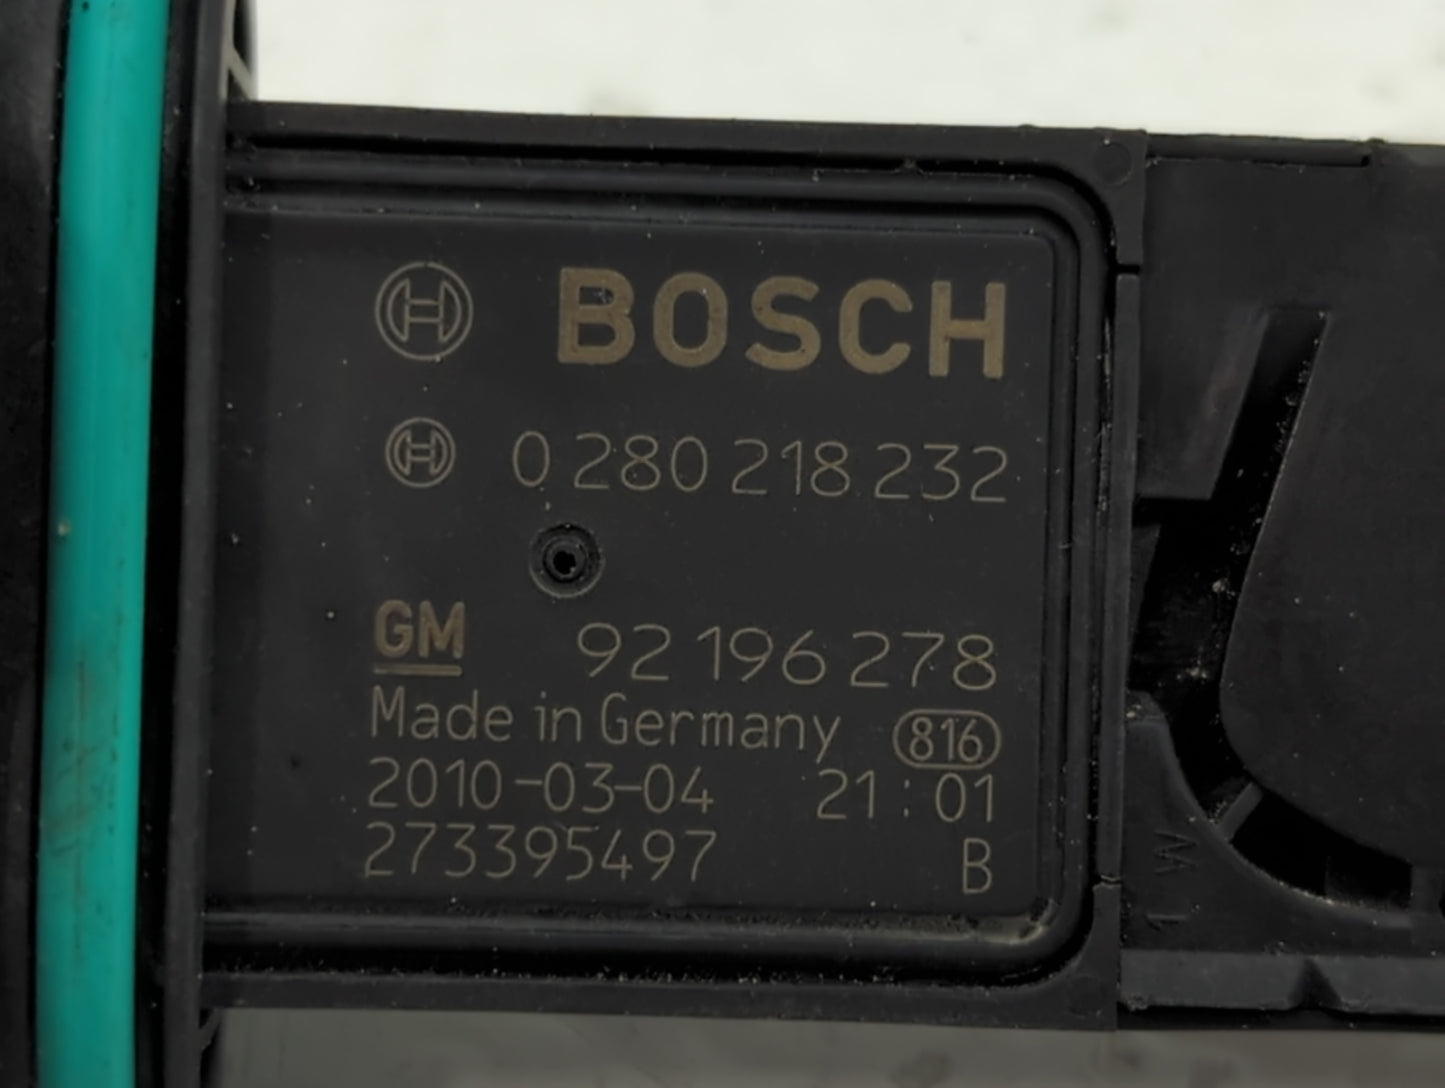 BOSCH
0 280 218 232
GM 92 196 278
Made in Germany 816
2010-03-04 21:01
273395497 B
1 W